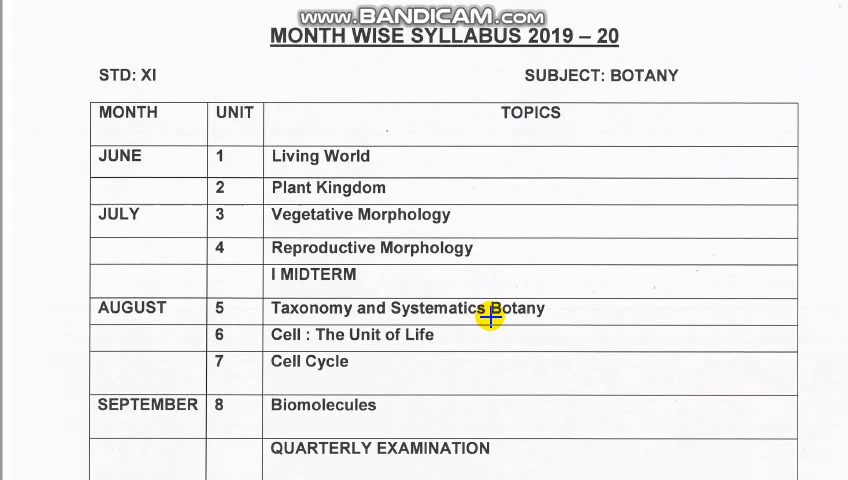 www.BANDICAM.com
MONTH WISE SYLLABUS 2019 – 20
STD: XI SUBJECT: BOTANY
MONTH UNIT TOPICS
JUNE 1 Living World
2 Plant Kingdom
JULY 3 Vegetative Morphology
4 Reproductive Morphology
I MIDTERM
AUGUST 5 Taxonomy and Systematics Botany
6 Cell : The Unit of Life
7 Cell Cycle
SEPTEMBER 8 Biomolecules
QUARTERLY EXAMINATION